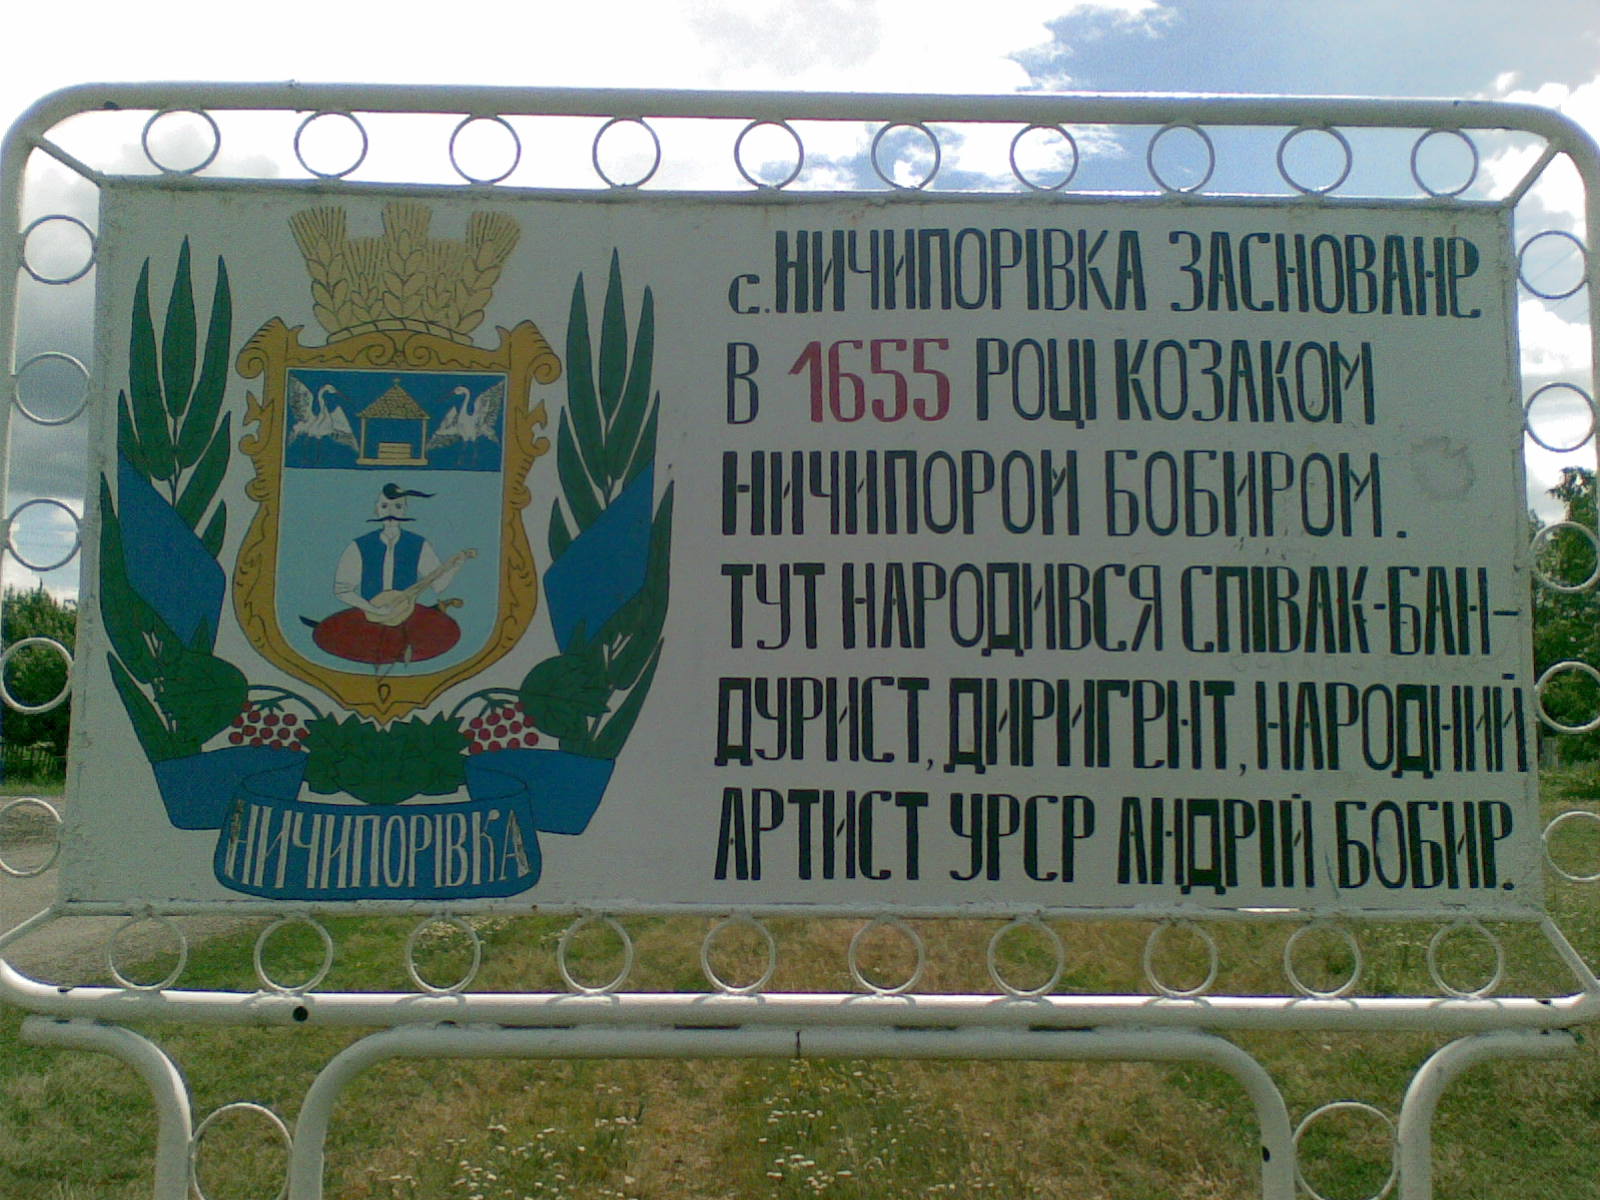 с. НИЧИПОРІВКА ЗАСНОВАНЕ
В 1655 РОЦІ КОЗАКОМ
НИЧИПОРОМ БОБИРОМ.
ТУТ НАРОДИВСЯ СПІВАК-БАН-
ДУРИСТ, ДИРИГЕНТ, НАРОДНИЙ
АРТИСТ УРСР АНДРІЙ БОБИР.
НИЧИПОРІВКА